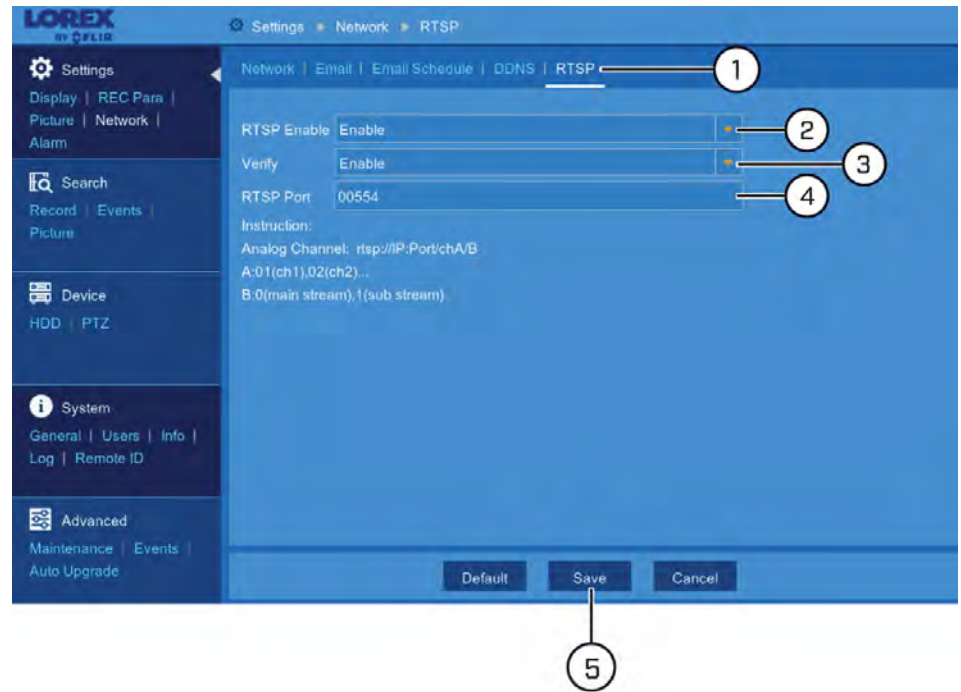 LOREX
BY FLIR
Settings » Network » RTSP
Settings
Display | REC Para |
Picture | Network |
Alarm
Search
Record | Events |
Picture
Device
HDD | PTZ
System
General | Users | Info |
Log | Remote ID
Advanced
Maintenance | Events |
Auto Upgrade
Network | Email | Email Schedule | DDNS | RTSP
1
RTSP Enable Enable
2
Verify Enable
3
RTSP Port 00554
4
Instruction:
Analog Channel: rtsp://IP:Port/chA/B
A:01(ch1),02(ch2)...
B:0(main stream),1(sub stream)
Default Save Cancel
5